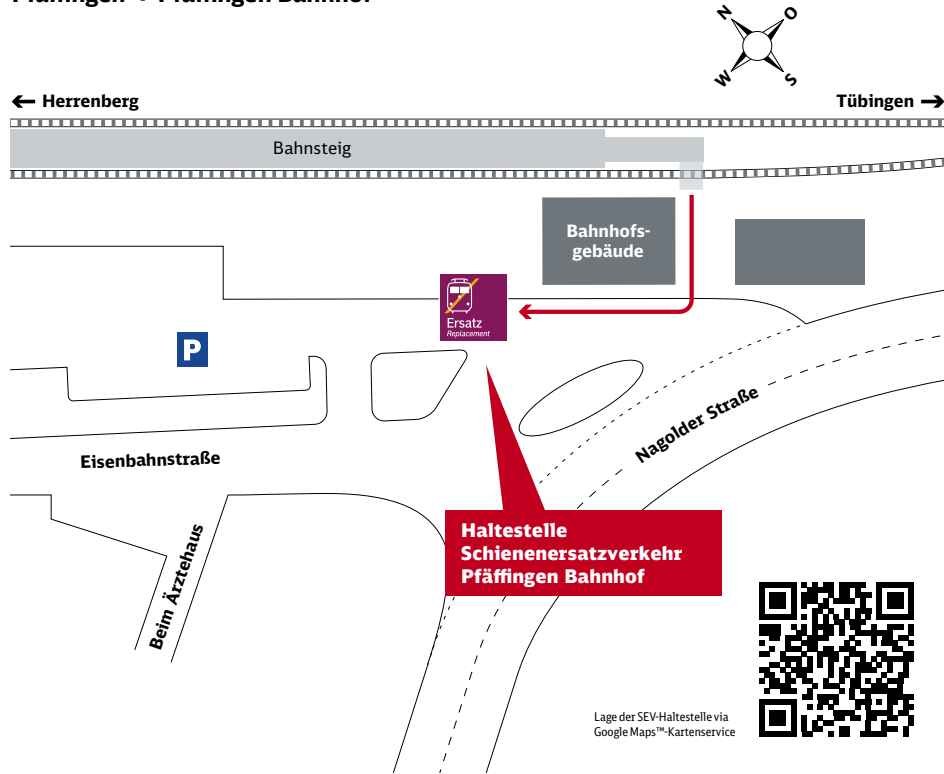 N
O
W
S
← Herrenberg
Tübingen →
Bahnsteig
Bahnhofs-
gebäude
Ersatz
Replacement
P
Nagolder Straße
Eisenbahnstraße
Beim Ärztehaus
Haltestelle
Schienenersatzverkehr
Pfäffingen Bahnhof
Lage der SEV-Haltestelle via
Google Maps™-Kartenservice